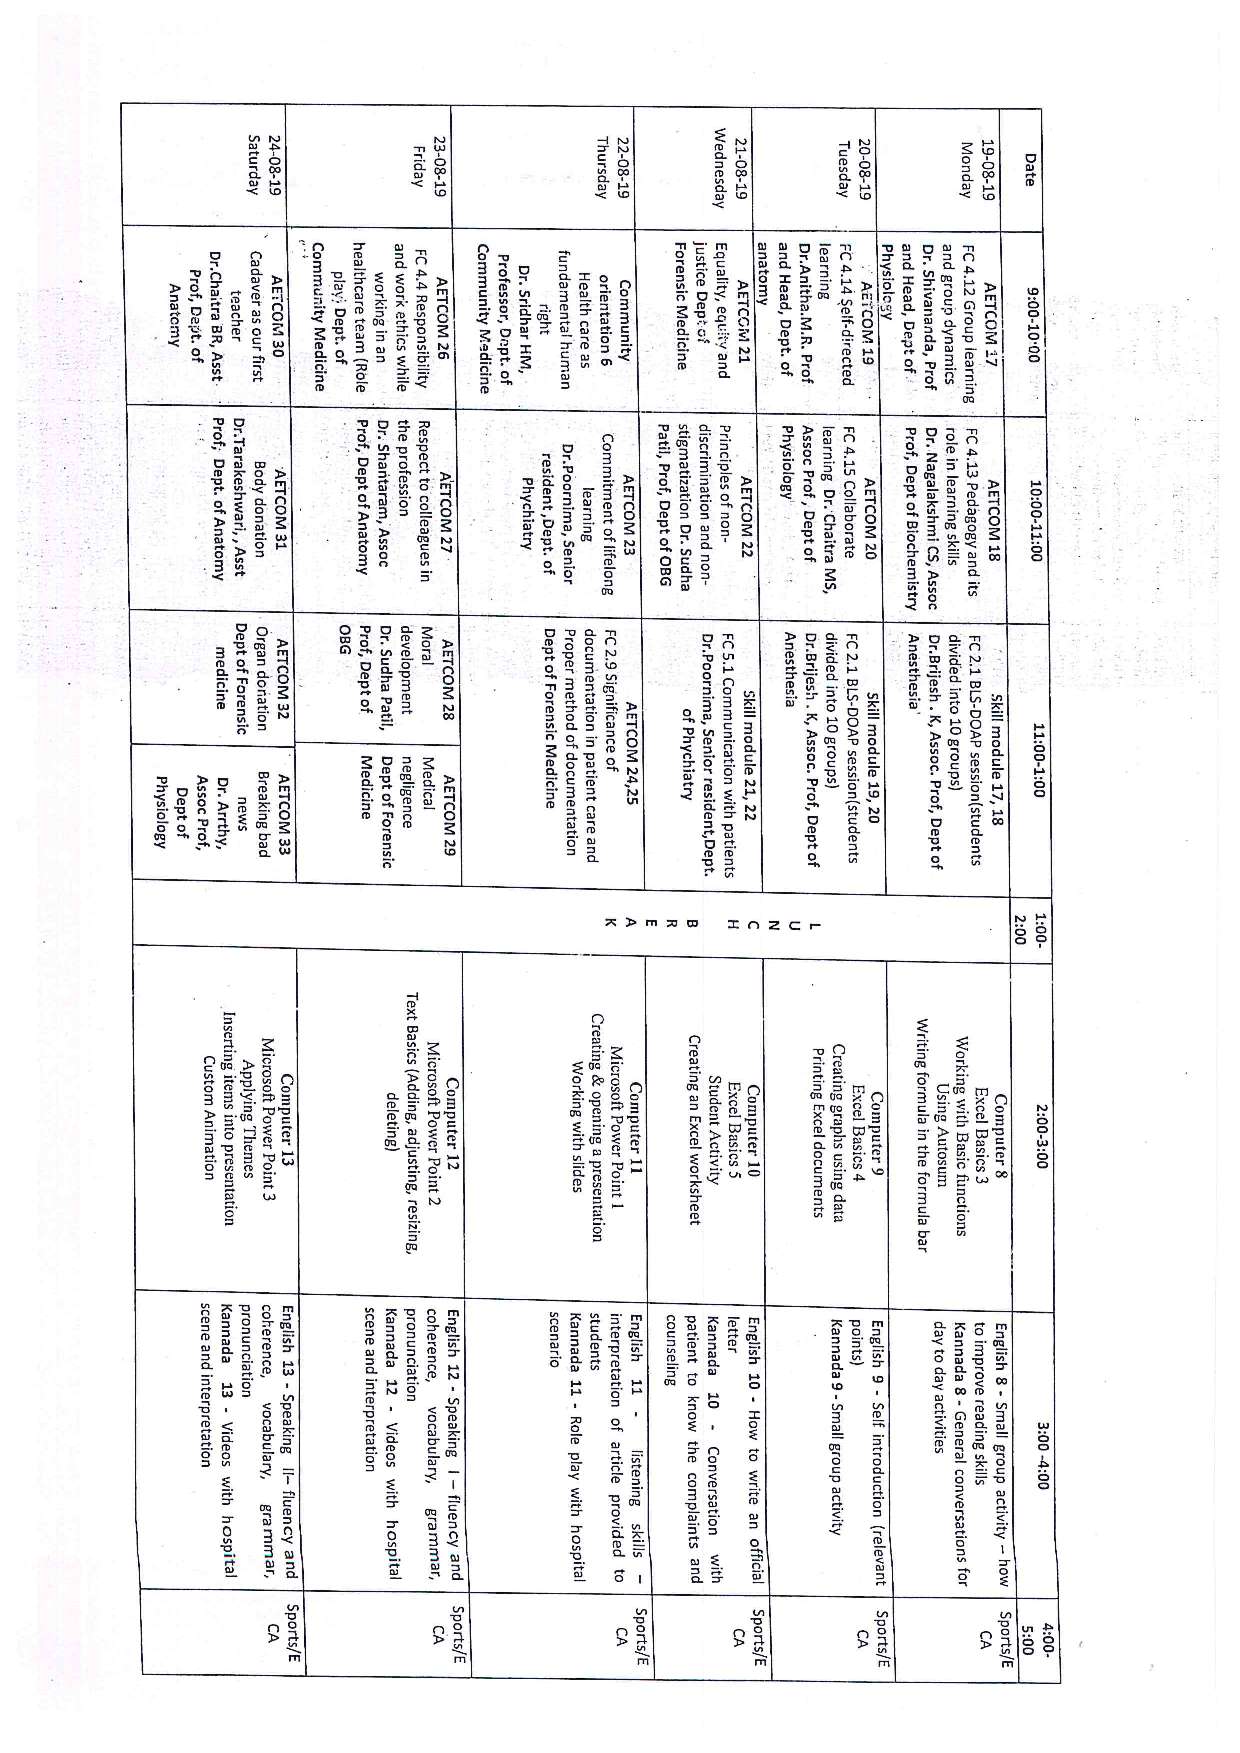 Date
9:00-10:00
10:00-11:00
11:00-1:00
1:00-
2:00
2:00-3:00
3:00 -4:00
4:00-
5:00
19-08-19
Monday
AETCOM 17
FC 4.12 Group learning
and group dynamics
Dr. Shivananda, Prof
and Head, Dept of
Physiology
AETCOM 18
FC 4.13 Pedagogy and its
role in learning skills
Dr. Nagalakshmi CS, Assoc
Prof, Dept of Biochemistry
Skill module 17, 18
FC 2.1 BLS-DOAP session(students
divided into 10 groups)
Dr.Brijesh . K, Assoc. Prof, Dept of
Anesthesia
LUNCH BREAK
Computer 8
Excel Basics 3
Working with Basic functions
Using Autosum
Writing formula in the formula bar
English 8 - Small group activity – how
to improve reading skills
Kannada 8 - General conversations for
day to day activities
Sports/E
CA
20-08-19
Tuesday
AETCOM 19
FC 4.14 Self-directed
learning
Dr.Anitha.M.R. Prof
and Head, Dept. of
anatomy
AETCOM 20
FC 4.15 Collaborate
learning Dr. Chaitra MS,
Assoc Prof , Dept of
Physiology
Skill module 19, 20
FC 2.1 BLS-DOAP session(students
divided into 10 groups)
Dr.Brijesh . K, Assoc. Prof, Dept of
Anesthesia
Computer 9
Excel Basics 4
Creating graphs using data
Printing Excel documents
English 9 - Self introduction (relevant
points)
Kannada 9 - Small group activity
Sports/E
CA
21-08-19
Wednesday
AETCOM 21
Equality, equity and
justice Dept of
Forensic Medicine
AETCOM 22
Principles of non-
discrimination and non-
stigmatization Dr. Sudha
Patil, Prof, Dept of OBG
Skill module 21, 22
FC 5.1 Communication with patients
Dr.Poornima, Senior resident,Dept.
of Phychiatry
Computer 10
Excel Basics 5
Student Activity
Creating an Excel worksheet
English 10 - How to write an official
letter
Kannada 10 - Conversation with
patient to know the complaints and
counseling
Sports/E
CA
22-08-19
Thursday
Community
orientation 6
Health care as
fundamental human
right
Dr. Sridhar HM,
Professor, Dept. of
Community Medicine
AETCOM 23
Commitment of lifelong
learning
Dr.Poornima, Senior
resident ,Dept. of
Phychiatry
AETCOM 24,25
FC 2.9 Significance of
documentation in patient care and
Proper method of documentation
Dept of Forensic Medicine
Computer 11
Microsoft Power Point 1
Creating & opening a presentation
Working with slides
English 11 - listening skills –
interpretation of article provided to
students
Kannada 11 - Role play with hospital
scenario
Sports/E
CA
23-08-19
Friday
AETCOM 26
FC 4.4 Responsibility
and work ethics while
working in an
healthcare team (Role
play) Dept. of
Community Medicine
AETCOM 27
Respect to colleagues in
the profession
Dr. Shantaram, Assoc
Prof, Dept of Anatomy
AETCOM 28
Moral
development
Dr. Sudha Patil,
Prof, Dept of
OBG
AETCOM 29
Medical
negligence
Dept of Forensic
Medicine
Computer 12
Microsoft Power Point 2
Text Basics (Adding, adjusting, resizing,
deleting)
English 12 - Speaking I – fluency and
coherence, vocabulary, grammar,
pronunciation
Kannada 12 - Videos with hospital
scene and interpretation
Sports/E
CA
24-08-19
Saturday
AETCOM 30
Cadaver as our first
teacher
Dr.Chaitra BR, Asst
Prof, Dept. of
Anatomy
AETCOM 31
Body donation
Dr.Tarakeshwari, , Asst
Prof, Dept. of Anatomy
AETCOM 32
Organ donation
Dept of Forensic
medicine
AETCOM 33
Breaking bad
news
Dr. Arrthy,
Assoc Prof,
Dept of
Physiology
Computer 13
Microsoft Power Point 3
Applying Themes
Inserting items into presentation
Custom Animation
English 13 - Speaking II– fluency and
coherence, vocabulary, grammar,
pronunciation
Kannada 13 - Videos with hospital
scene and interpretation
Sports/E
CA